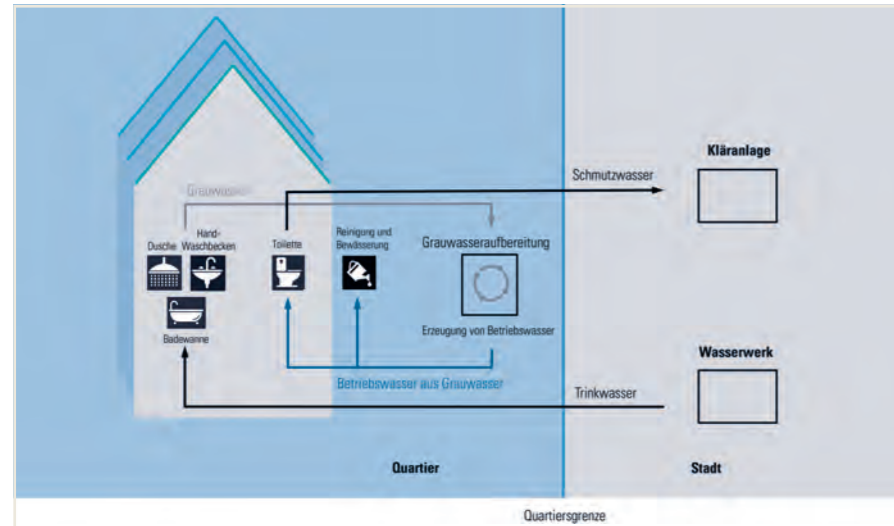 Kläranlage
Schmutzwasser
Grauwasser
Hand-
Dusche Waschbecken
Toilette
Reinigung und
Bewässerung
Grauwasseraufbereitung
Badewanne
Erzeugung von Betriebswasser
Wasserwerk
Betriebswasser aus Grauwasser
Trinkwasser
Quartier
Stadt
Quartiersgrenze